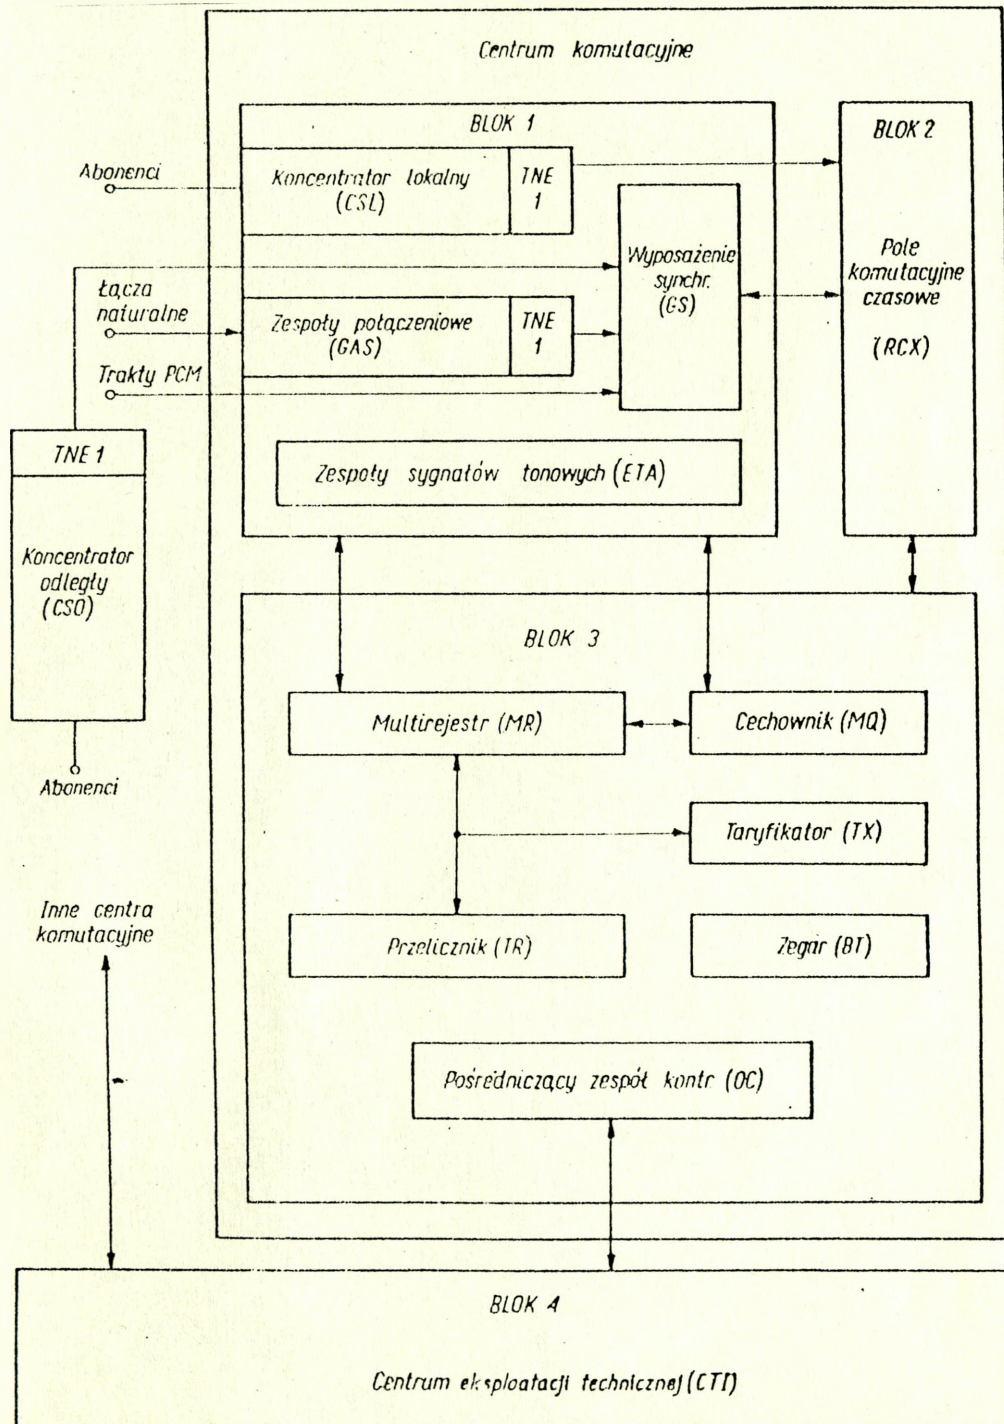 Centrum komutacyjne
BLOK 1
BLOK 2
Abonenci
Koncentrator lokalny
(CSL)
TNE
1
Wyposażenie
synchr.
(GS)
Pole
komutacyjne
czasowe
(RCX)
Łącza
naturalne
Zespoły połączeniowe
(GAS)
TNE
1
Trakty PCM
TNE 1
Zespoły sygnałów tonowych (ETA)
Koncentrator
odległy
(CSO)
BLOK 3
Multirejestr (MR)
Cechownik (MQ)
Abonenci
Taryfikator (TX)
Inne centra
komutacyjne
Przelicznik (TR)
Zegar (BT)
Pośredniczący zespół kontr (OC)
BLOK 4
Centrum eksploatacji technicznej (CTI)